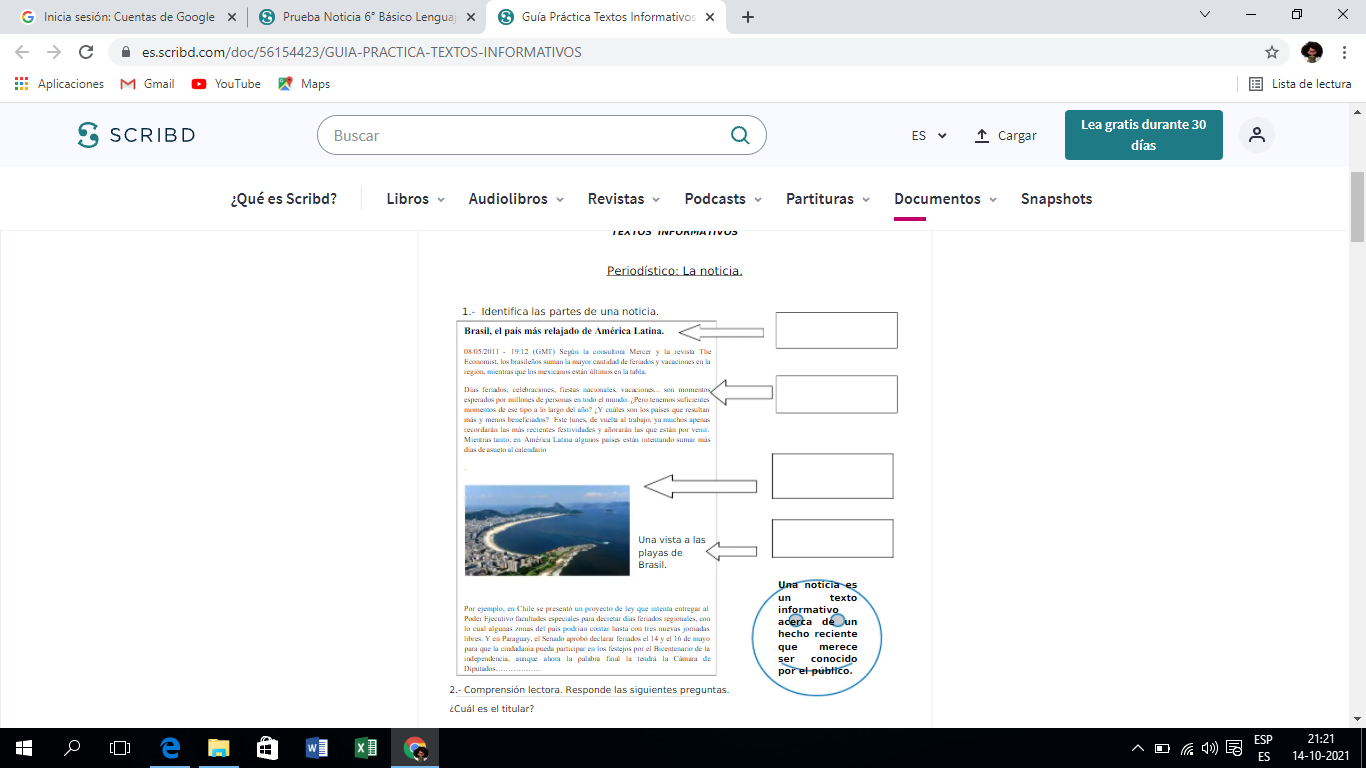 Inicia sesión: Cuentas de Google
Prueba Noticia 6° Básico Lenguaj
Guía Práctica Textos Informativos
es.scribd.com/doc/56154423/GUIA-PRACTICA-TEXTOS-INFORMATIVOS
Aplicaciones
Gmail
YouTube
Maps
Lista de lectura
SCRIBD
Buscar
ES
Cargar
Lea gratis durante 30
días
¿Qué es Scribd?
Libros
Audiolibros
Revistas
Podcasts
Partituras
Documentos
Snapshots
TEXTOS INFORMATIVOS
Periodístico: La noticia.
1.- Identifica las partes de una noticia.
Brasil, el país más relajado de América Latina.
08/05/2011 - 19:12 (GMT) Según la consultora Mercer y la revista The
Economist, los brasileños suman la mayor cantidad de feriados y vacaciones en la
región, mientras que los mexicanos están últimos en la tabla.
Días feriados, celebraciones, fiestas nacionales, vacaciones... son momentos
esperados por millones de personas en todo el mundo. ¿Pero tenemos suficientes
momentos de ese tipo a lo largo del año? ¿Y cuáles son los países que resultan
más y menos beneficiados? Este lunes, de vuelta al trabajo, ya muchos apenas
recordarán las más recientes festividades y añorarán las que están por venir.
Mientras tanto, en América Latina algunos países están intentando sumar más
días de asueto al calendario
.
Una vista a las
playas de
Brasil.
Por ejemplo, en Chile se presentó un proyecto de ley que intenta entregar al
Poder Ejecutivo facultades especiales para decretar días feriados regionales, con
lo cual algunas zonas del país podrían contar hasta con tres nuevas jornadas
libres. Y en Paraguay, el Senado aprobó declarar feriados el 14 y el 16 de mayo
para que la ciudadanía pueda participar en los festejos por el Bicentenario de la
independencia, aunque ahora la palabra final la tendrá la Cámara de
Diputados..................
Una noticia es
un texto
informativo
acerca de un
hecho reciente
que merece
ser conocido
por el público.
2.- Comprensión lectora. Responde las siguientes preguntas.
¿Cuál es el titular?
ESP
ES
21:21
14-10-2021